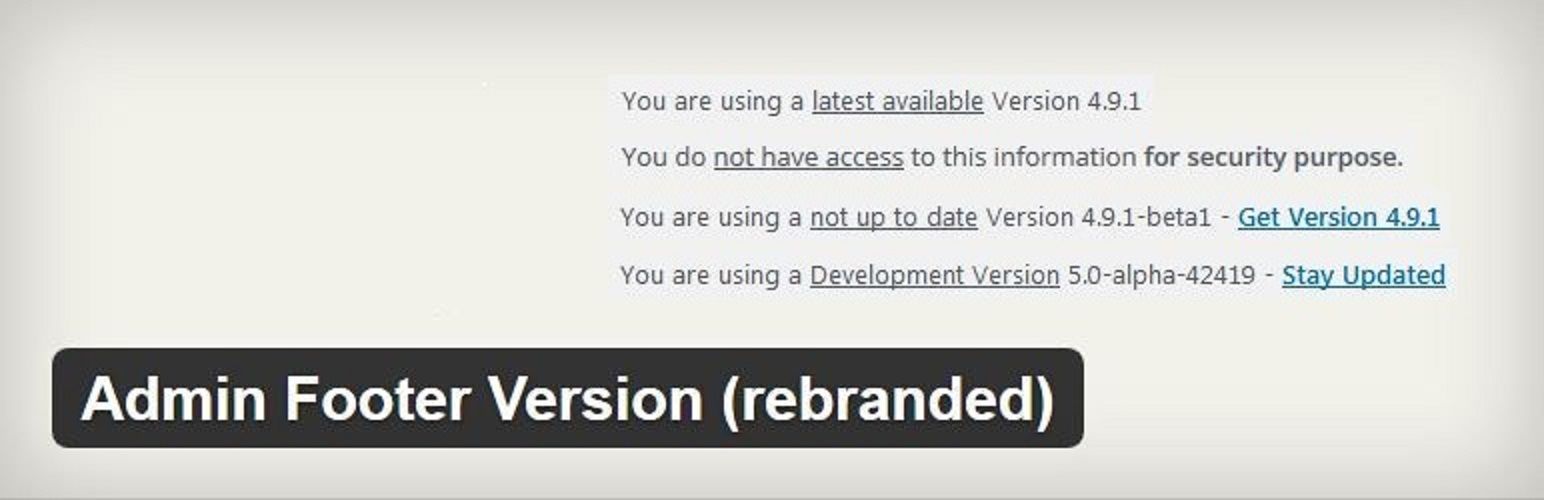 You are using a latest available Version 4.9.1
You do not have access to this information for security purpose.
You are using a not up to date Version 4.9.1-beta1 - Get Version 4.9.1
You are using a Development Version 5.0-alpha-42419 - Stay Updated
Admin Footer Version (rebranded)